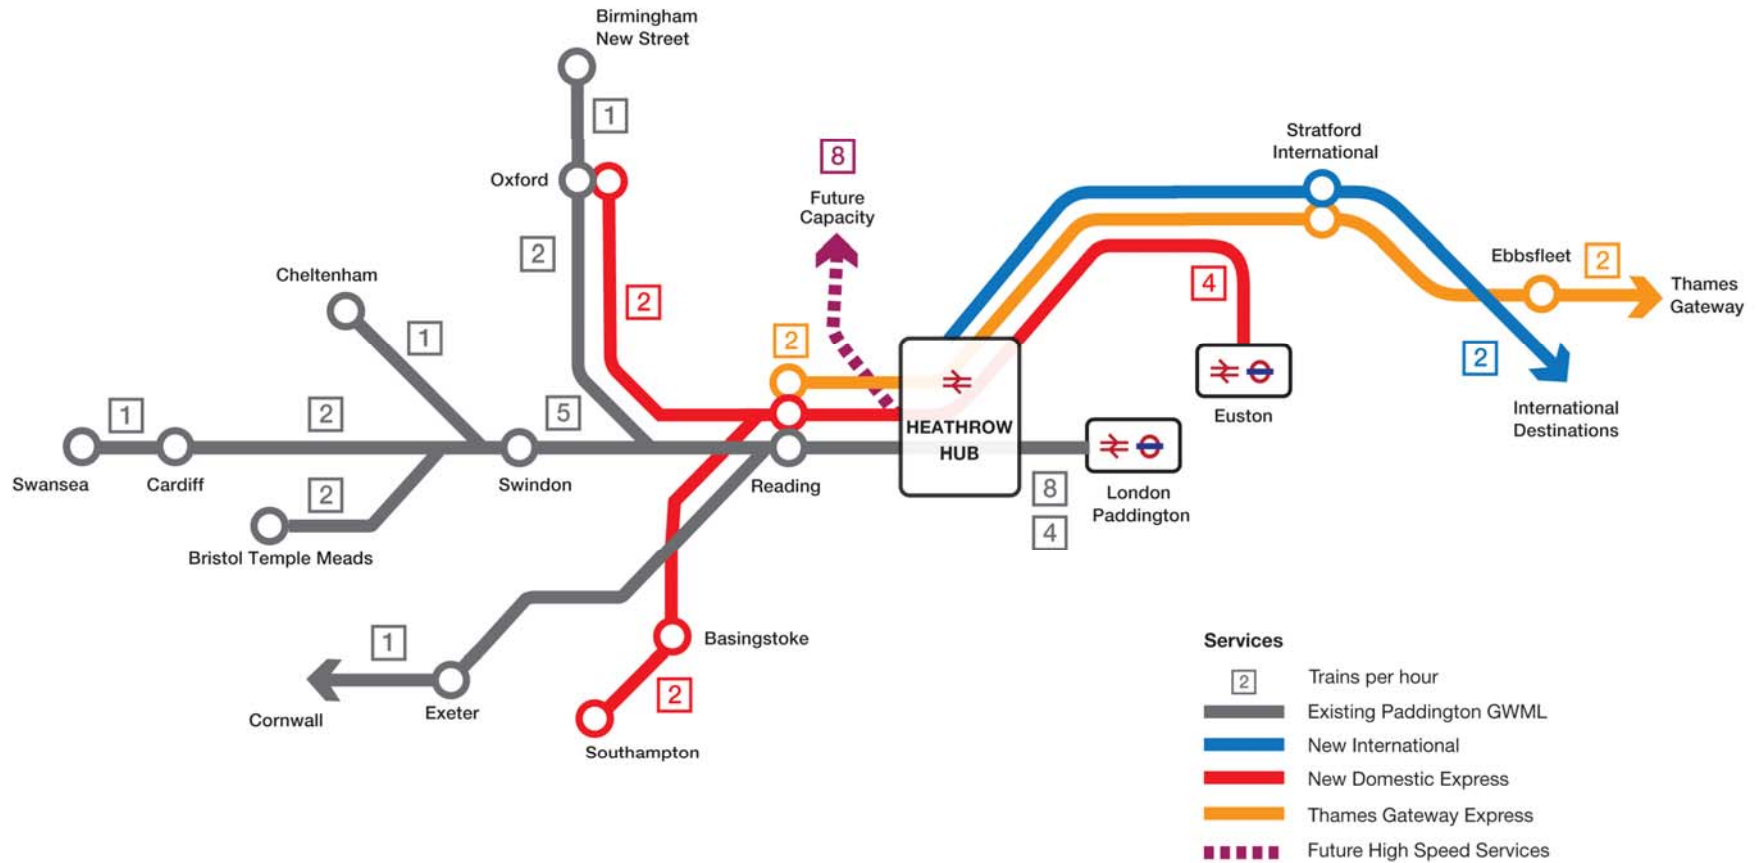 Birmingham
New Street
1
Oxford
2
2
8
Future
Capacity
Stratford
International
Ebbsfleet
2
Thames
Gateway
4
2
International
Destinations
Euston
Cheltenham
1
1
2
5
2
Swansea
Cardiff
2
Bristol Temple Meads
Swindon
Reading
HEATHROW
HUB
8
4
London
Paddington
1
Cornwall
Exeter
Basingstoke
2
Southampton
Services
2
Trains per hour
Existing Paddington GWML
New International
New Domestic Express
Thames Gateway Express
Future High Speed Services